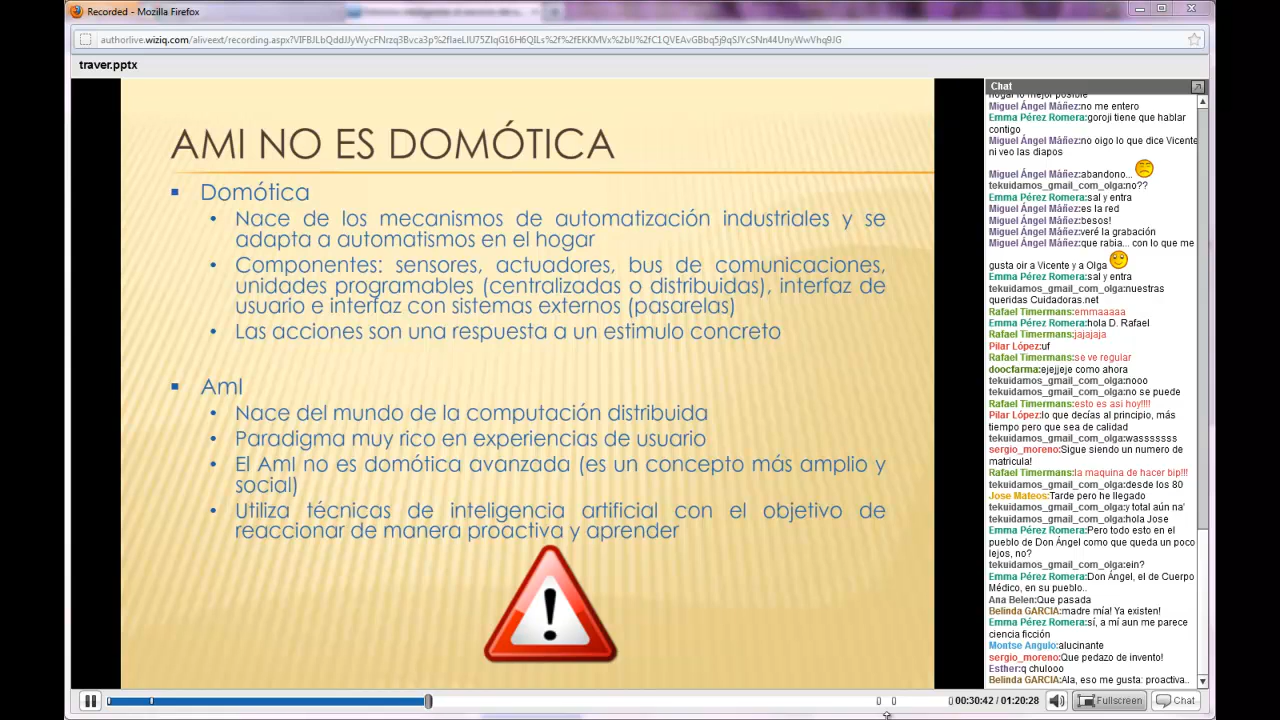 Recorded - Mozilla Firefox
traver.pptx
AMI NO ES DOMÓTICA
Domótica
Nace de los mecanismos de automatización industriales y se
adapta a automatismos en el hogar
Componentes: sensores, actuadores, bus de comunicaciones,
unidades programables (centralizadas o distribuidas), interfaz de
usuario e interfaz con sistemas externos (pasarelas)
Las acciones son una respuesta a un estimulo concreto
AmI
Nace del mundo de la computación distribuida
Paradigma muy rico en experiencias de usuario
El AmI no es domótica avanzada (es un concepto más amplio y
social)
Utiliza técnicas de inteligencia artificial con el objetivo de
reaccionar de manera proactiva y aprender
Chat
hogar lo mejor posible
Miguel Ángel Máñez:no me entero
Emma Pérez Romera:goroji tiene que hablar
contigo
Miguel Ángel Máñez:no oigo lo que dice Vicente
ni veo las diapos
Miguel Ángel Máñez:abandono...
tekuidamos_gmail_com_olga:no??
Emma Pérez Romera:sal y entra
Miguel Ángel Máñez:es la red
Miguel Ángel Máñez:besos!
Miguel Ángel Máñez:veré la grabación
Miguel Ángel Máñez:que rabia... con lo que me
gusta oir a Vicente y a Olga
Emma Pérez Romera:sal y entra
tekuidamos_gmail_com_olga:nuestras
queridas Cuidadoras.net
Rafael Timermans:emmaaaaa
Emma Pérez Romera:hola D. Rafael
Rafael Timermans:jajajaja
Pilar López:uf
Rafael Timermans:se ve regular
doocfarma:ejejjeje como ahora
tekuidamos_gmail_com_olga:nooo
tekuidamos_gmail_com_olga:no se puede
Rafael Timermans:esto es asi hoy!!!!
Pilar López:lo que decías al principio, más
tiempo pero que sea de calidad
tekuidamos_gmail_com_olga:wasssssss
sergio_moreno:Sigue siendo un numero de
matricula!
Rafael Timermans:la maquina de hacer bip!!!
tekuidamos_gmail_com_olga:desde los 80
Jose Mateos:Tarde pero he llegado
tekuidamos_gmail_com_olga:y total aún na'
tekuidamos_gmail_com_olga:hola Jose
Emma Pérez Romera:Pero todo esto en el
pueblo de Don Ángel como que queda un poco
lejos, no?
tekuidamos_gmail_com_olga:ein?
Emma Pérez Romera:Don Ángel, el de Cuerpo
Médico, en su pueblo..
Ana Belen:Que pasada
Belinda GARCIA:madre mía! Ya existen!
Emma Pérez Romera:sí, a mí aun me parece
ciencia ficción
Montse Angulo:alucinante
sergio_moreno:Que pedazo de invento!
Esther:q chulooo
Belinda GARCIA:Ala, eso me gusta: proactiva..
00:30:42 / 01:20:28
Fullscreen
Chat